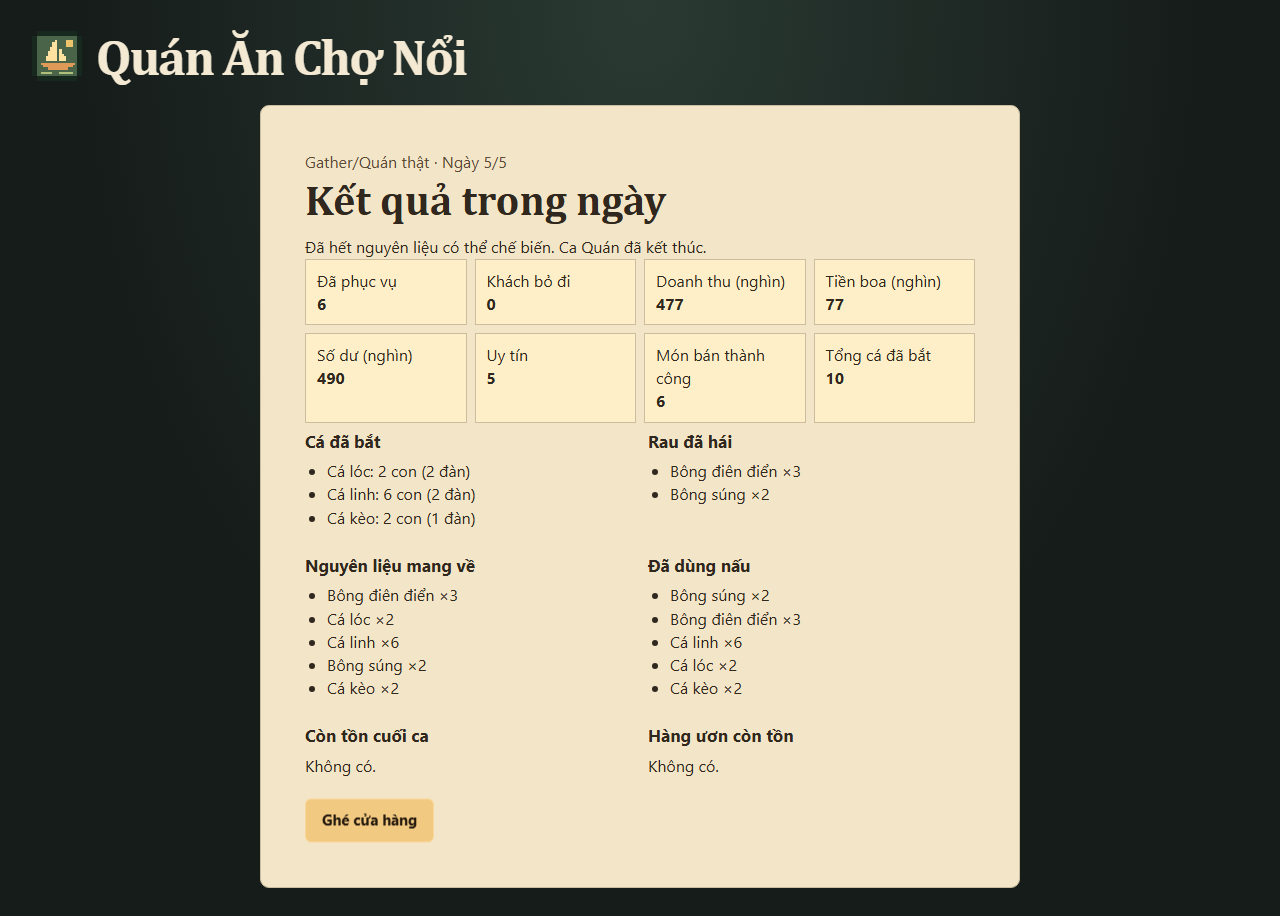 Quán Ăn Chợ Nổi
Gather/Quán thật · Ngày 5/5
Kết quả trong ngày
Đã hết nguyên liệu có thể chế biến. Ca Quán đã kết thúc.
Đã phục vụ
6
Khách bỏ đi
0
Doanh thu (nghìn)
477
Tiền boa (nghìn)
77
Số dư (nghìn)
490
Uy tín
5
Món bán thành
công
6
Tổng cá đã bắt
10
Cá đã bắt
• Cá lóc: 2 con (2 đàn)
• Cá linh: 6 con (2 đàn)
• Cá kèo: 2 con (1 đàn)
Rau đã hái
• Bông điên điển ×3
• Bông súng ×2
Nguyên liệu mang về
• Bông điên điển ×3
• Cá lóc ×2
• Cá linh ×6
• Bông súng ×2
• Cá kèo ×2
Đã dùng nấu
• Bông súng ×2
• Bông điên điển ×3
• Cá linh ×6
• Cá lóc ×2
• Cá kèo ×2
Còn tồn cuối ca
Không có.
Hàng ươn còn tồn
Không có.
Ghé cửa hàng